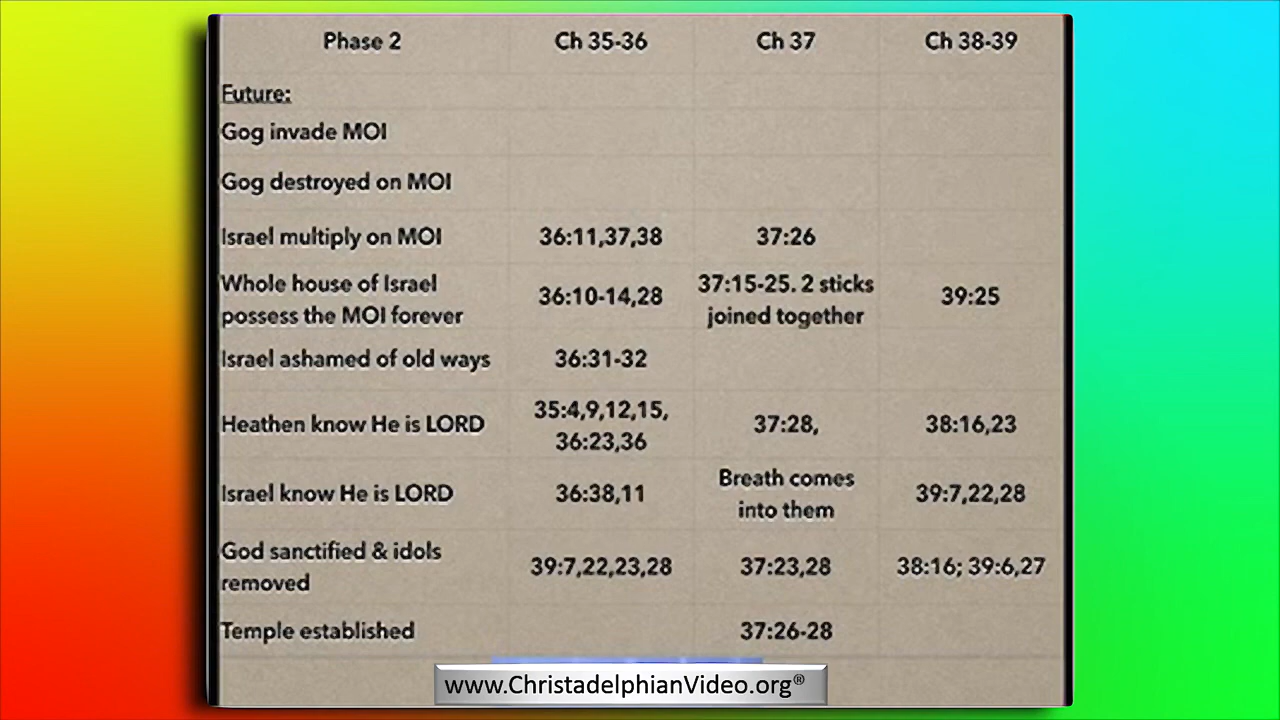 Phase 2 Ch 35-36 Ch 37 Ch 38-39
Future:
Gog invade MOI
Gog destroyed on MOI
Israel multiply on MOI 36:11,37,38 37:26
Whole house of Israel
possess the MOI forever
36:10-14,28
37:15-25. 2 sticks
joined together
39:25
Israel ashamed of old ways 36:31-32
Heathen know He is LORD
35:4,9,12,15,
36:23,36
37:28,
38:16,23
Israel know He is LORD
36:38,11
Breath comes
into them
39:7,22,28
God sanctified & idols
removed
39:7,22,23,28
37:23,28
38:16; 39:6,27
Temple established 37:26-28
www.ChristadelphianVideo.org®